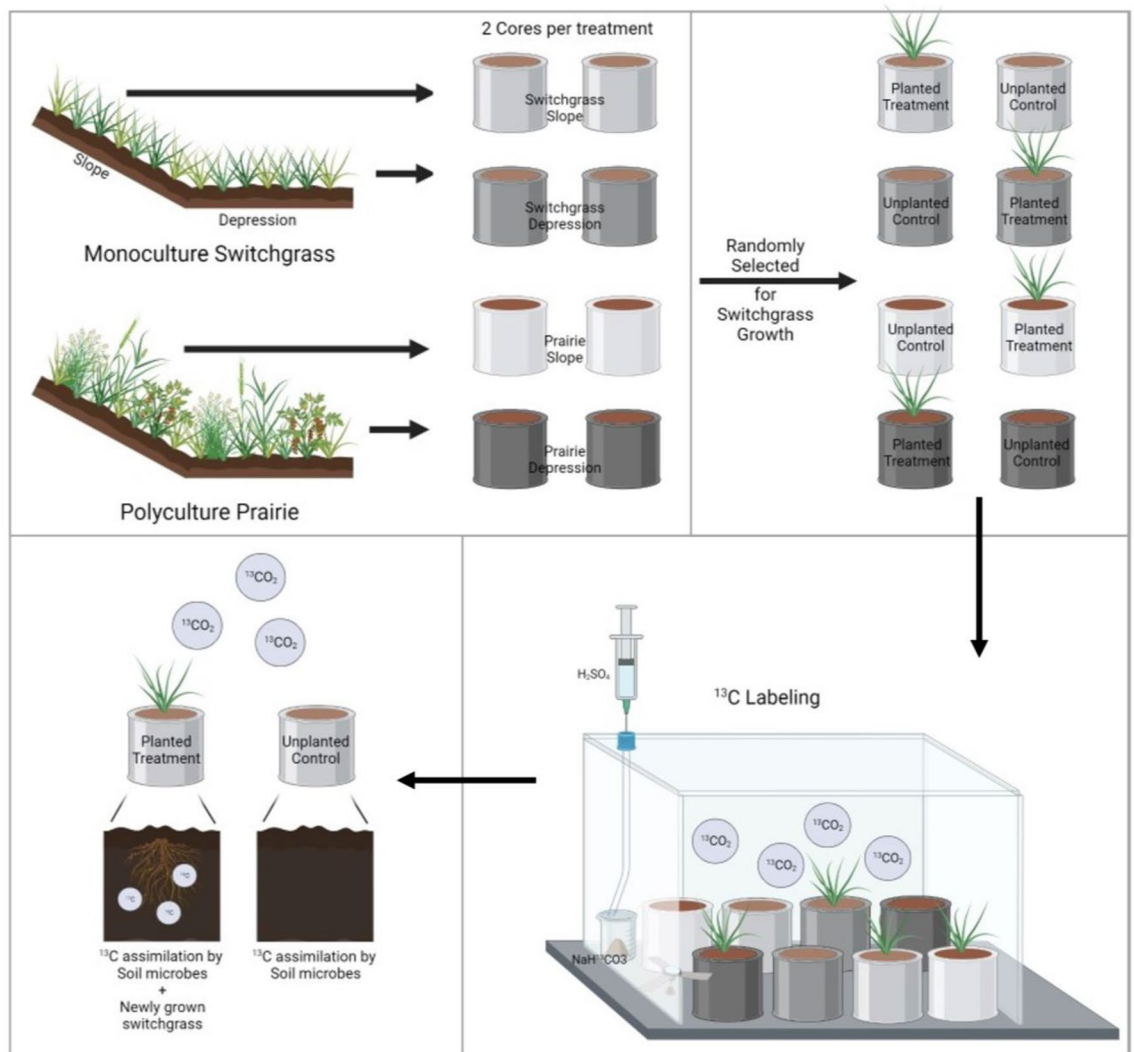 2 Cores per treatment
Slope
Depression
Monoculture Switchgrass
Switchgrass
Slope
Switchgrass
Depression
Polyculture Prairie
Prairie
Slope
Prairie
Depression
Randomly
Selected
for
Switchgrass
Growth
Planted
Treatment
Unplanted
Control
Unplanted
Control
Planted
Treatment
Unplanted
Control
Planted
Treatment
Planted
Treatment
Unplanted
Control
¹³CO₂
¹³CO₂
¹³CO₂
Planted
Treatment
Unplanted
Control
¹³C
¹³C
¹³C
¹³C assimilation by
Soil microbes
+
Newly grown
switchgrass
¹³C assimilation by
Soil microbes
H₂SO₄
¹³C Labeling
¹³CO₂
¹³CO₂
¹³CO₂
¹³CO₂
NaH¹³CO3